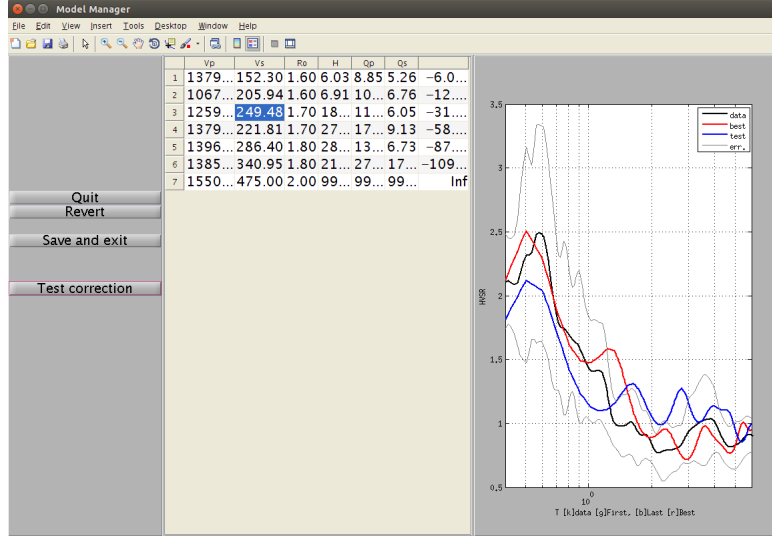 Model Manager
File Edit View Insert Tools Desktop Window Help
Vp Vs Ro H Qp Qs
1 1379... 152.30 1.60 6.03 8.85 5.26 -6.0...
2 1067... 205.94 1.60 6.91 10... 6.76 -12....
3 1259... 249.48 1.70 18... 11... 6.05 -31....
4 1379... 221.81 1.70 27... 17... 9.13 -58....
5 1396... 286.40 1.80 28... 13... 6.73 -87....
6 1385... 340.95 1.80 21... 27... 17... -109...
7 1550... 475.00 2.00 99... 99... 99... Inf
Quit
Revert
Save and exit
Test correction
data
best
test
err.
3.5
3
2.5
2
1.5
1
0.5
HVSR
10^0
T [k]data [g]First, [b]Last [r]Best